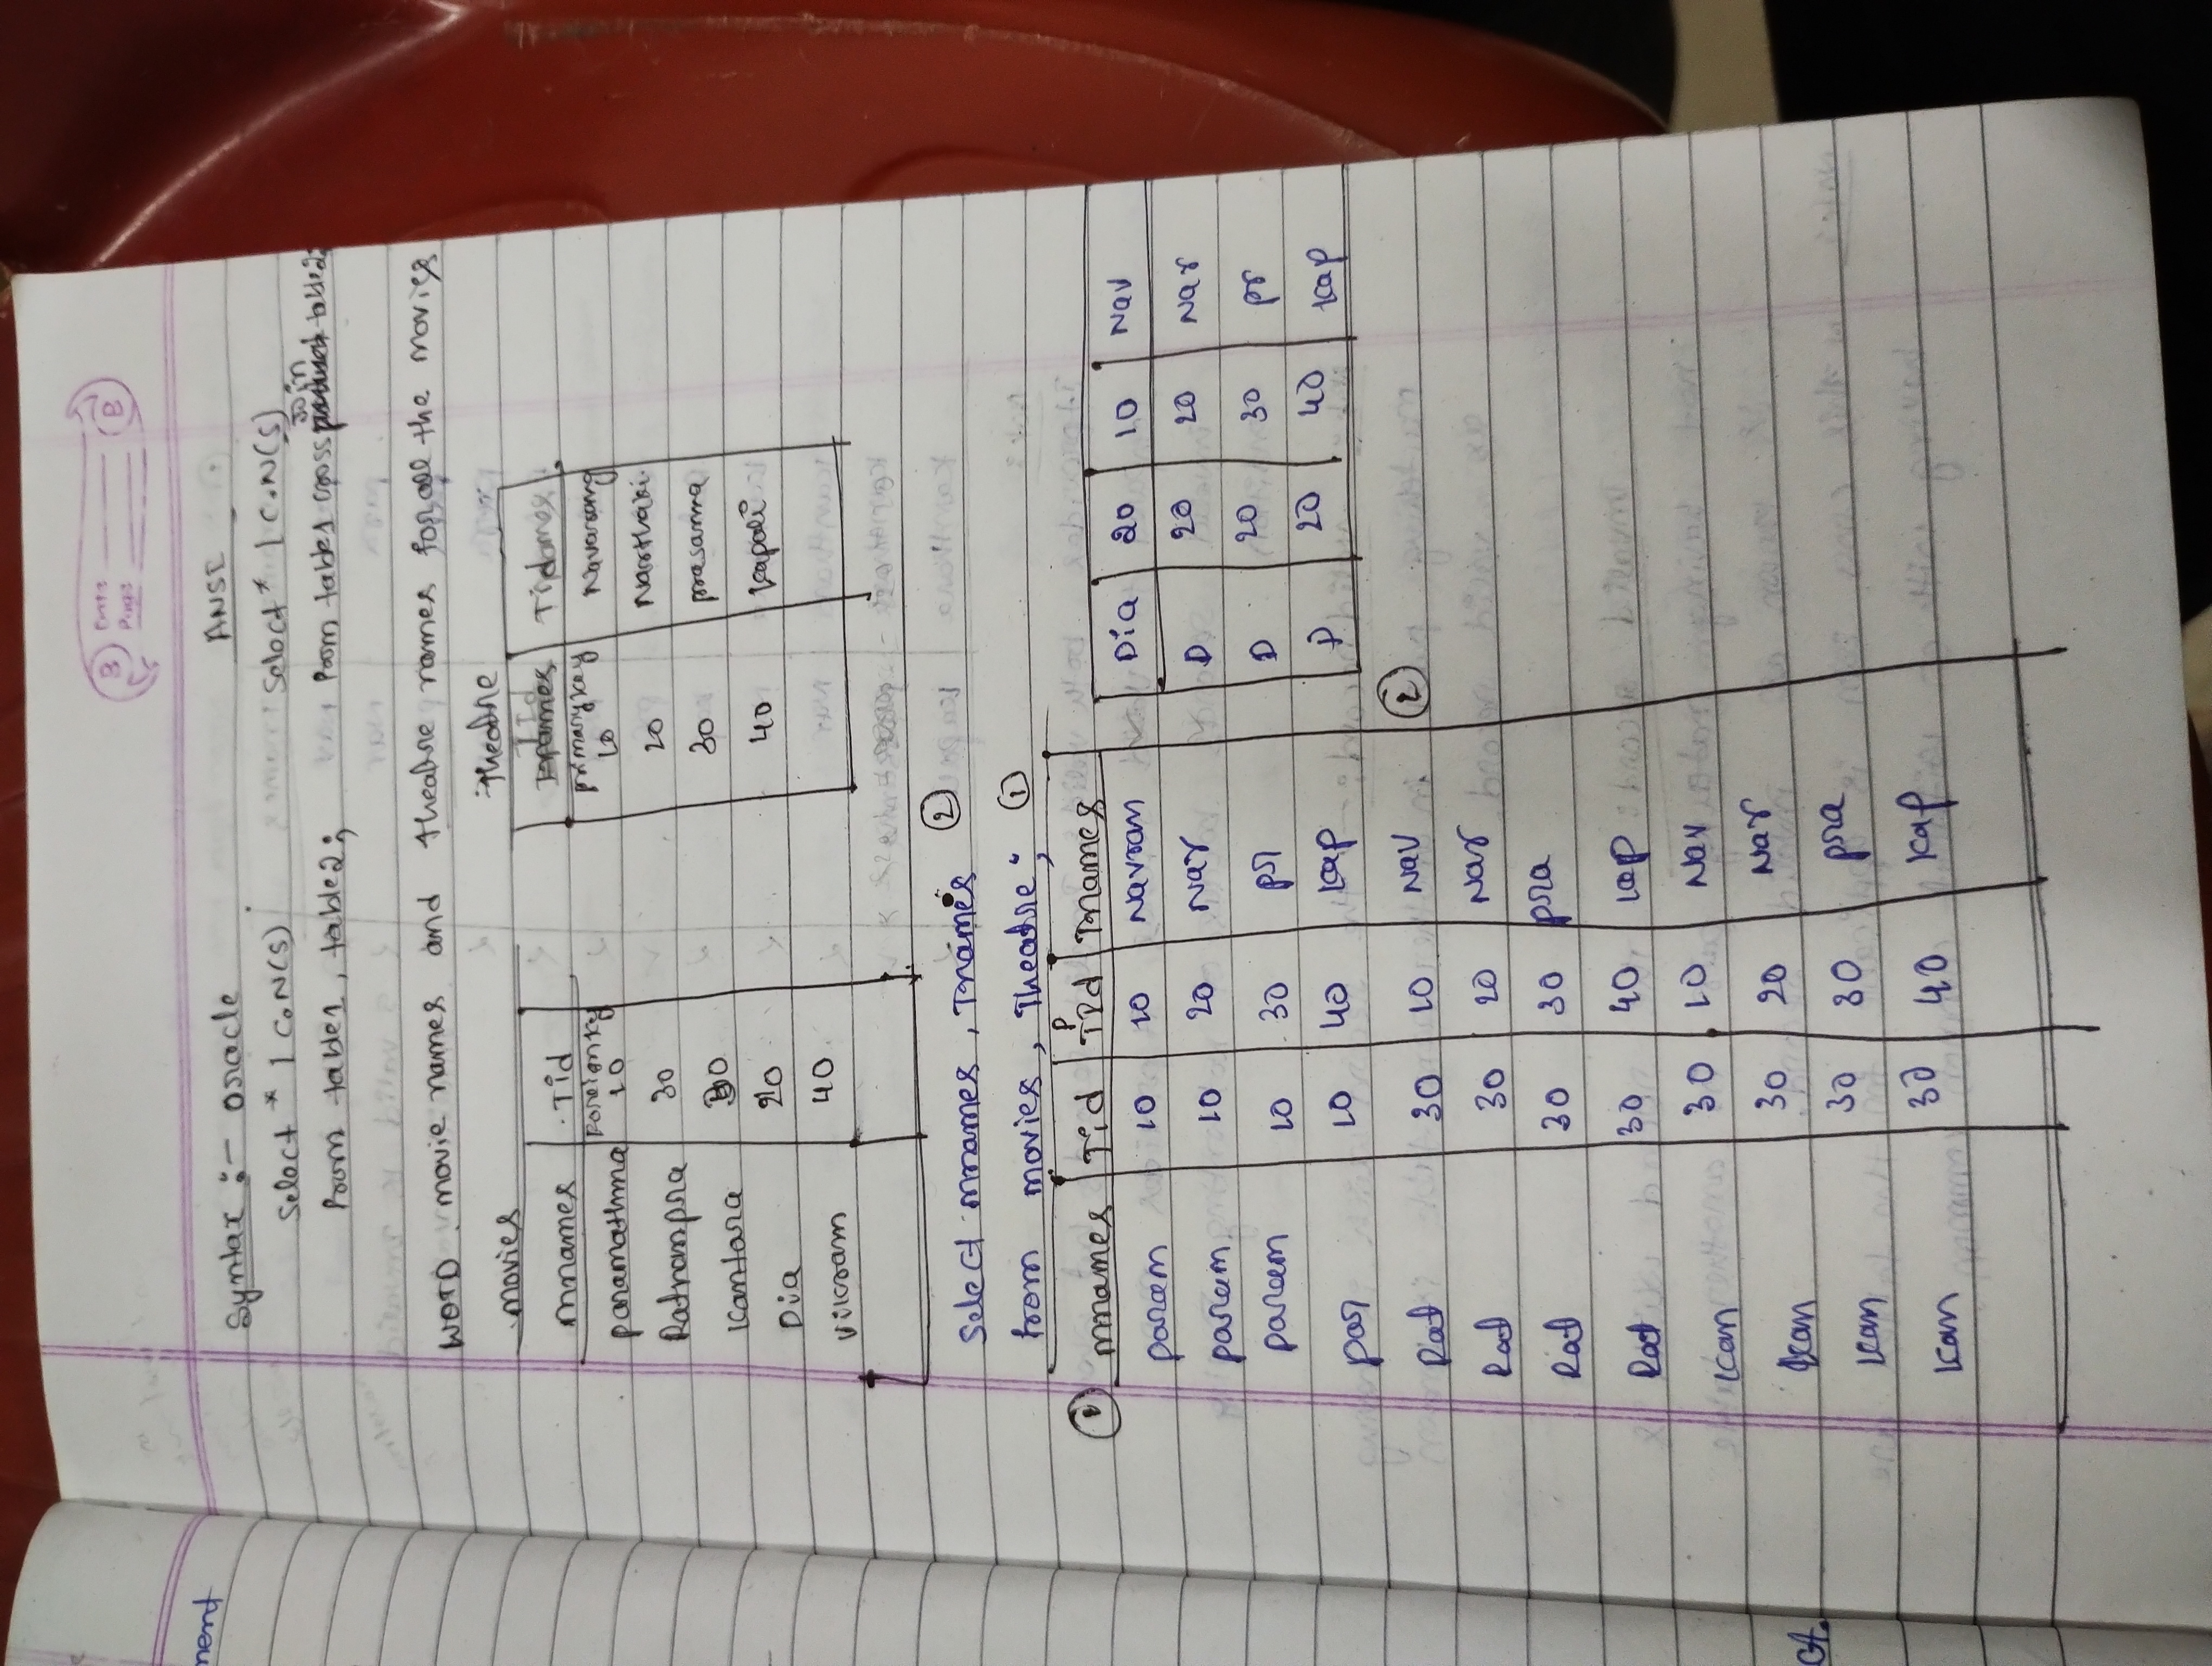 nent
Date
Page
Syntax :- oracle
ANSI
Select * / C.N(s)
Select * / C.N(s)
From table1, table2;
From table1 cross join table2;
WQTD movie names and theatre names for all the movies
movies
Theatre
mnames Tid
Tnames
Foreign Ky
primary key
paramathma 10
10 Navarang
Ratnampra 30
20 Narthaki
Kantara 30
30 prasanna
Dia 20
40 Kapali
Vikram 40
Select mnames, Tnames ②
from movies, Theatre; ①
① mnames Tid P Tid Tnames
param 10 10 Navram
param 10 20 Nar
param 10 30 pr
par 10 40 Kap
Rat 30 10 Nav
Rat 30 20 Nar
Rat 30 30 pra
Rat 30 40 kap
Kan 30 10 Nav
Kan 30 20 Nar
Kan 30 30 pra
Kan 30 40 Kap
Dia 20 10 Nav
D 20 20 Nar
D 20 30 pr
D 20 40 Kap
②
ct.